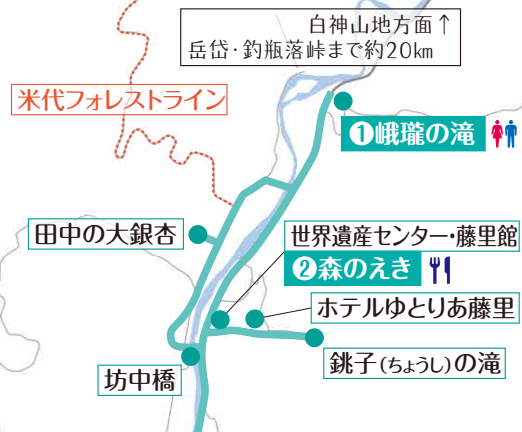 白神山地方面↑
岳岱・釣瓶落峠まで約20km
米代フォレストライン
❶峨瓏の滝
田中の大銀杏
世界遺産センター・藤里館
❷森のえき
ホテルゆとりあ藤里
銚子(ちょうし)の滝
坊中橋